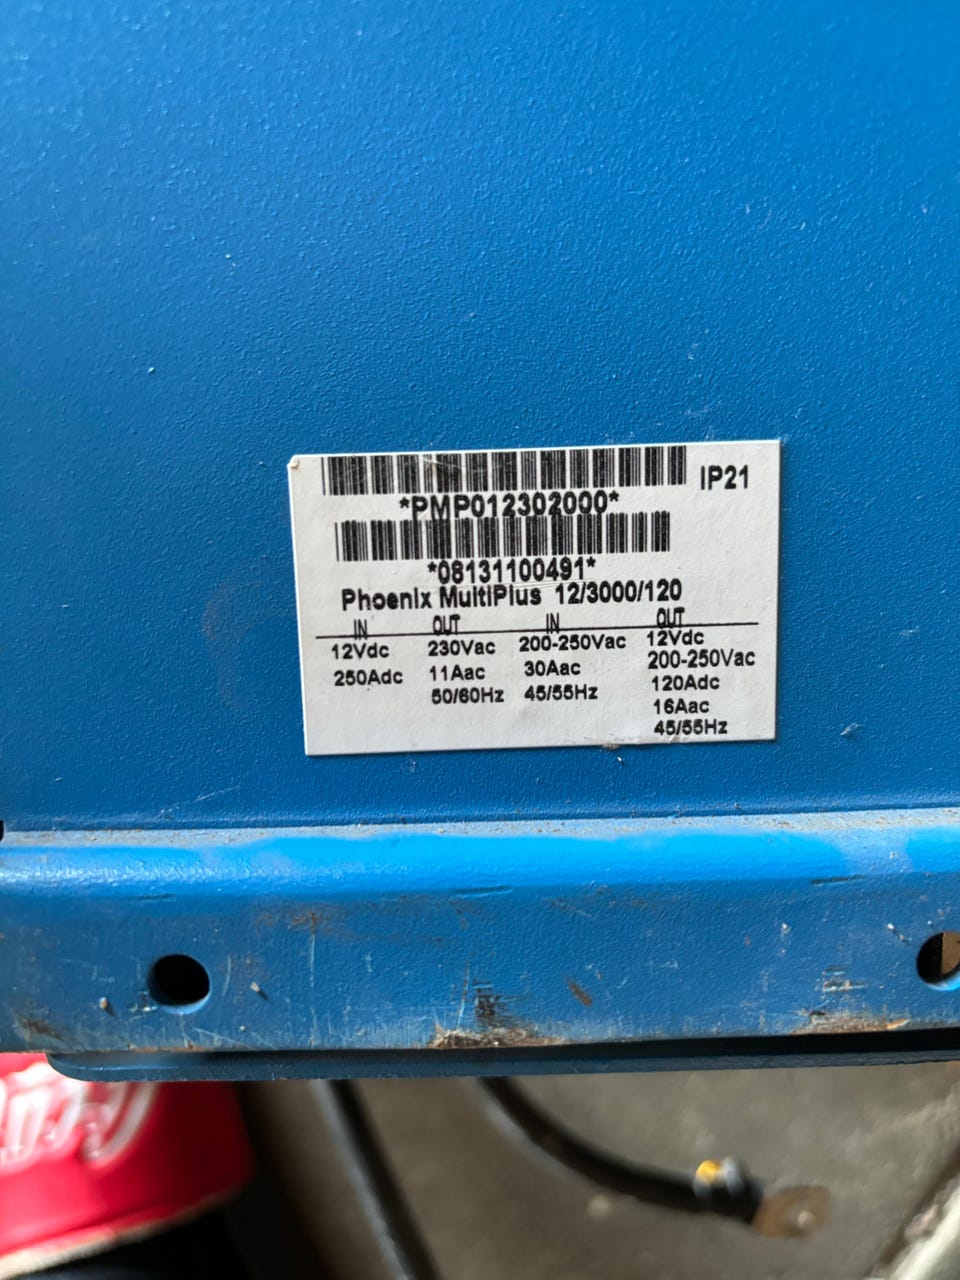 IP21
*PMP012302000*
*08131100491*
Phoenix MultiPlus 12/3000/120
IN OUT IN OUT
12Vdc 230Vac 200-250Vac 12Vdc
250Adc 11Aac 30Aac 200-250Vac
50/60Hz 45/55Hz 120Adc
16Aac
45/55Hz